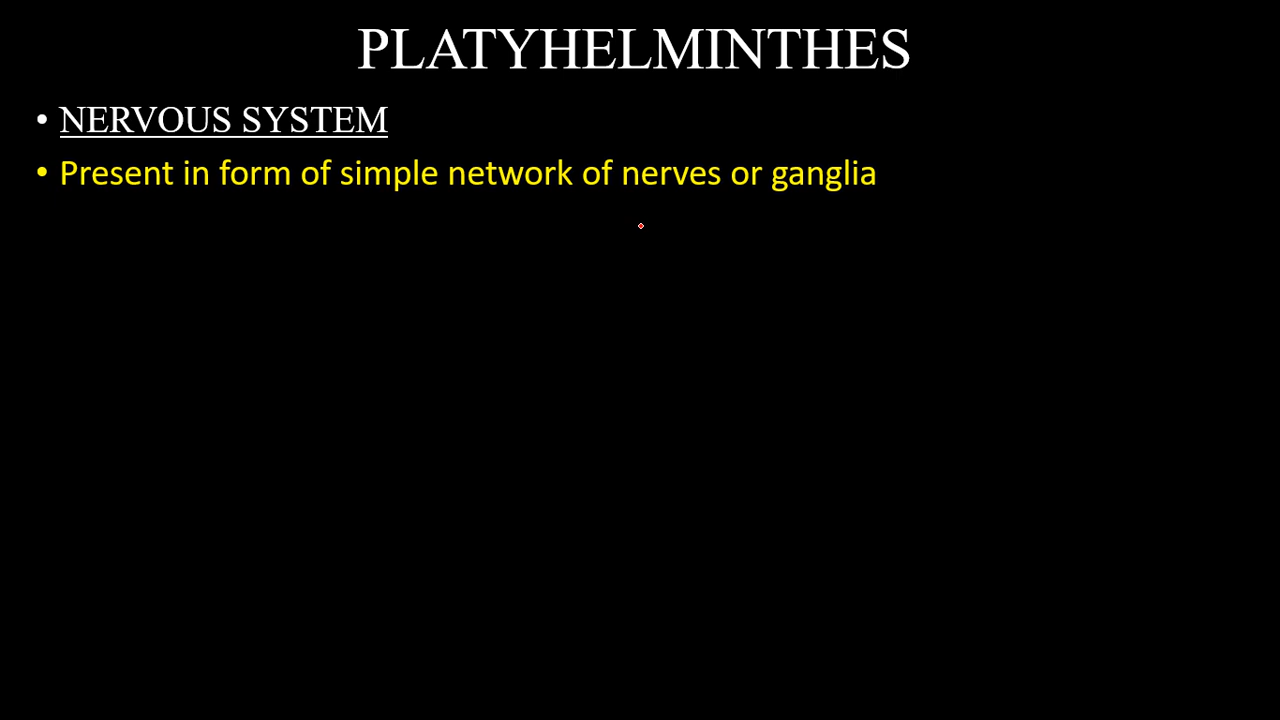 PLATYHELMINTHES
• NERVOUS SYSTEM
• Present in form of simple network of nerves or ganglia